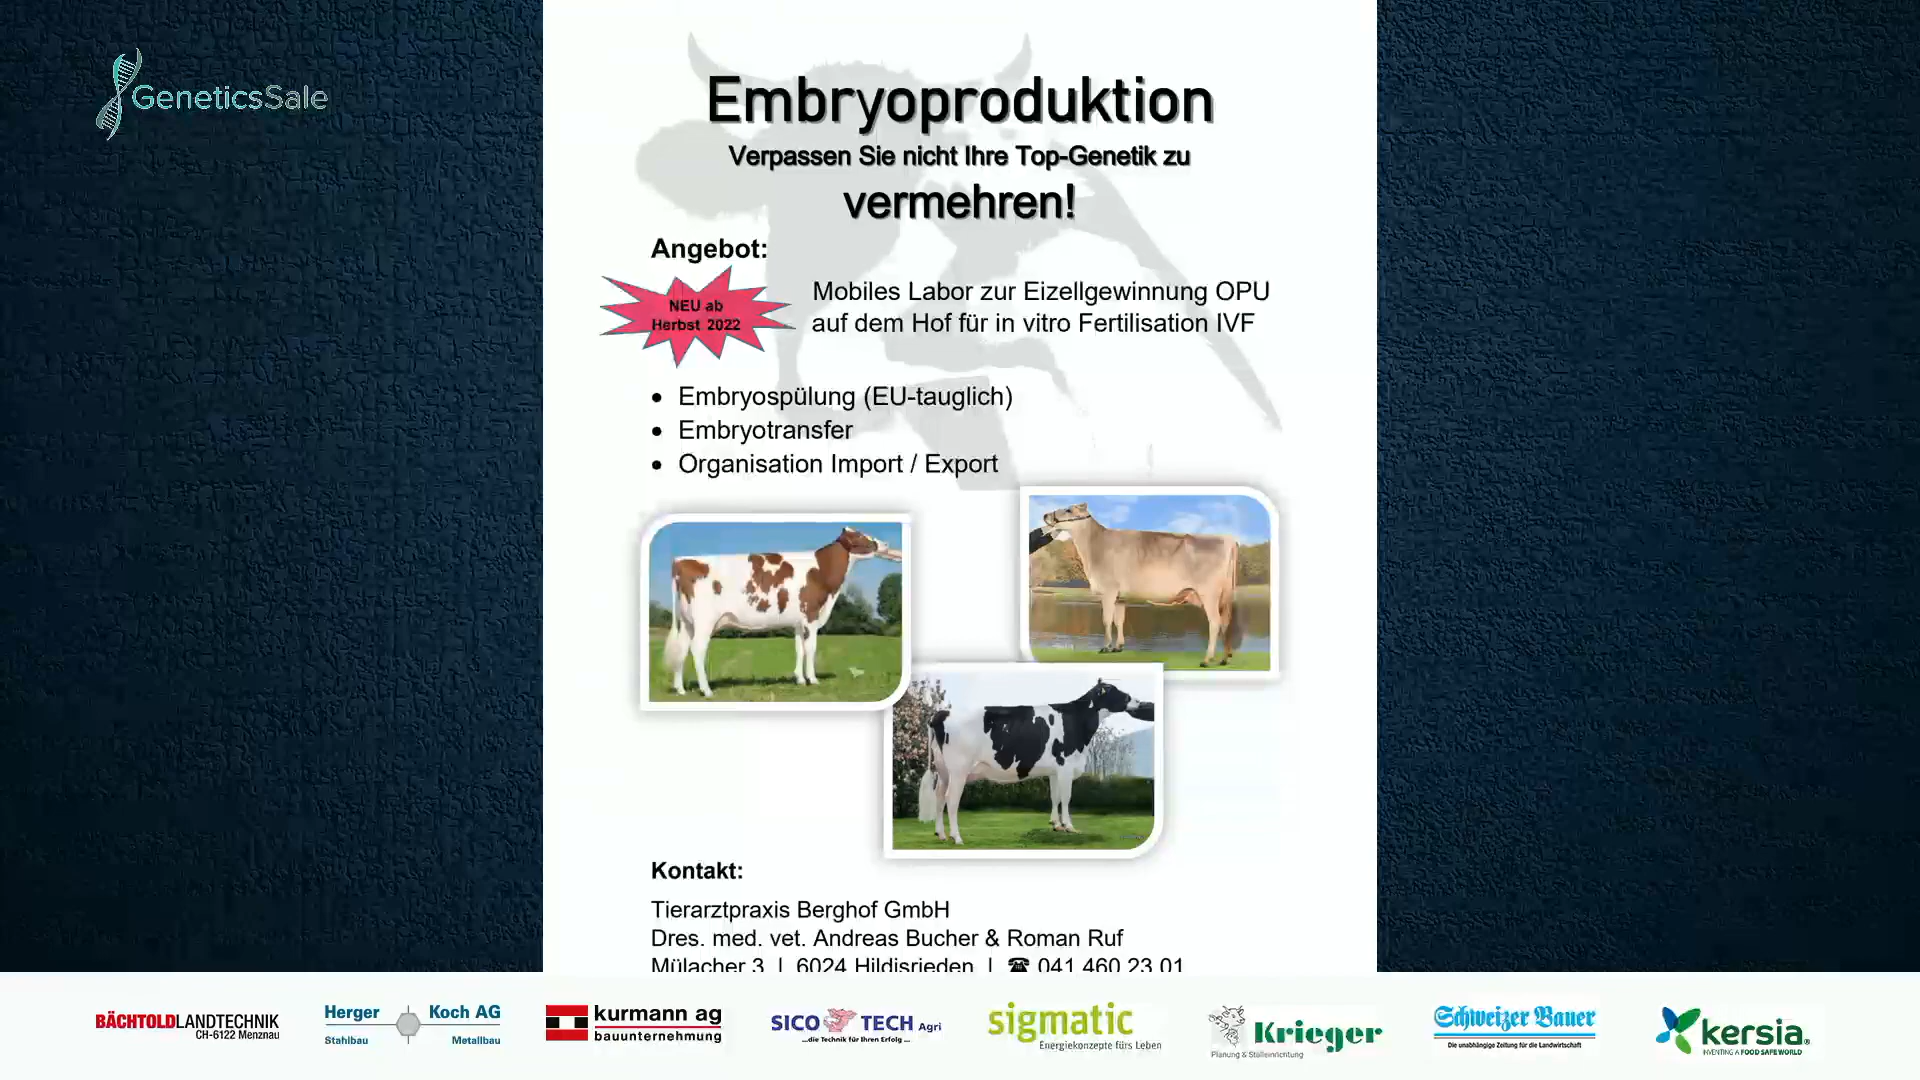 GeneticsSale
Embryoproduktion
Verpassen Sie nicht Ihre Top-Genetik zu
vermehren!
Angebot:
NEU ab
Herbst 2022
Mobiles Labor zur Eizellgewinnung OPU
auf dem Hof für in vitro Fertilisation IVF
• Embryospülung (EU-tauglich)
• Embryotransfer
• Organisation Import / Export
Kontakt:
Tierarztpraxis Berghof GmbH
Dres. med. vet. Andreas Bucher & Roman Ruf
Mülacher 3 | 6024 Hildisrieden | ☎ 041 460 23 01
BÄCHTOLDLANDTECHNIK
CH-6122 Menznau
Herger Koch AG
Stahlbau Metallbau
kurmann ag
bauunternehmung
SICO TECH Agri
...die Technik für Ihren Erfolg...
sigmatic
Energiekonzepte fürs Leben
Krieger
Planung & Stalleinrichtung
Schweizer Bauer
Die unabhängige Zeitung für die Landwirtschaft
kersia®
INVENTING A FOOD SAFE WORLD